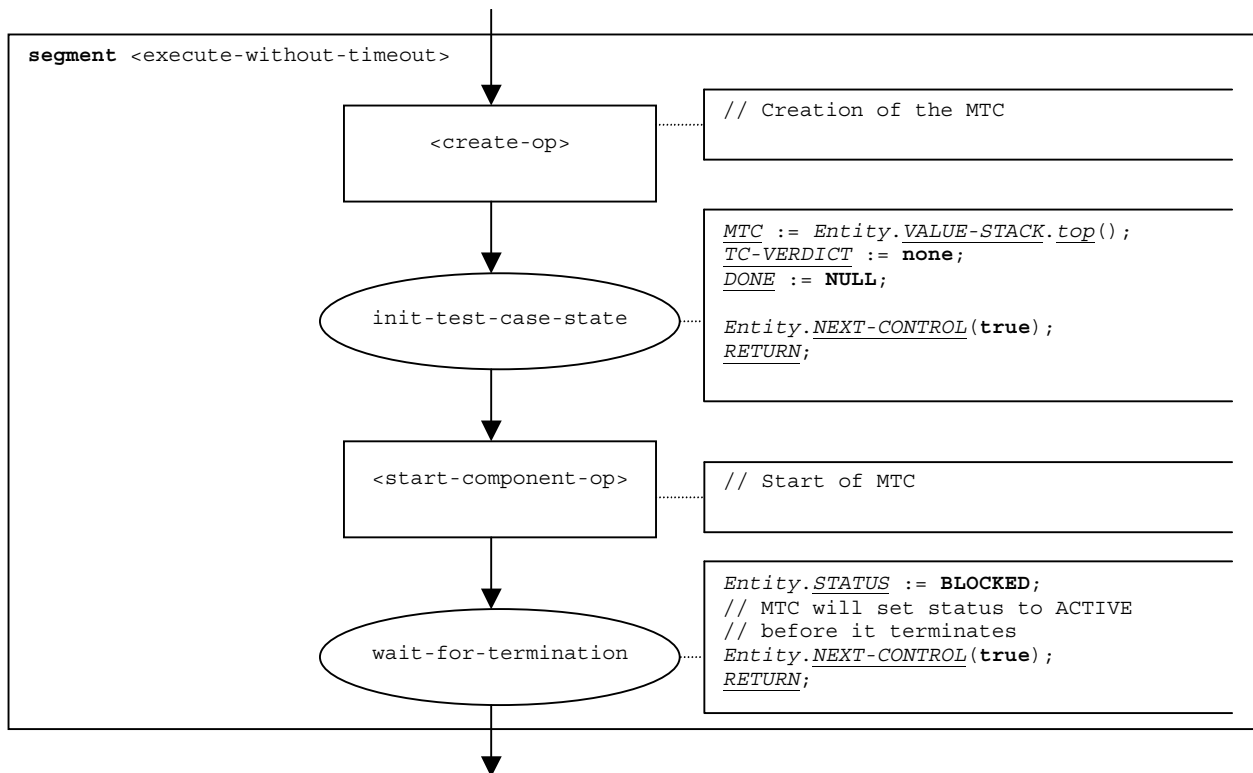 segment <execute-without-timeout>
<create-op>
// Creation of the MTC
init-test-case-state
MTC := Entity.VALUE-STACK.top();
TC-VERDICT := none;
DONE := NULL;
Entity.NEXT-CONTROL(true);
RETURN;
<start-component-op>
// Start of MTC
wait-for-termination
Entity.STATUS := BLOCKED;
// MTC will set status to ACTIVE
// before it terminates
Entity.NEXT-CONTROL(true);
RETURN;